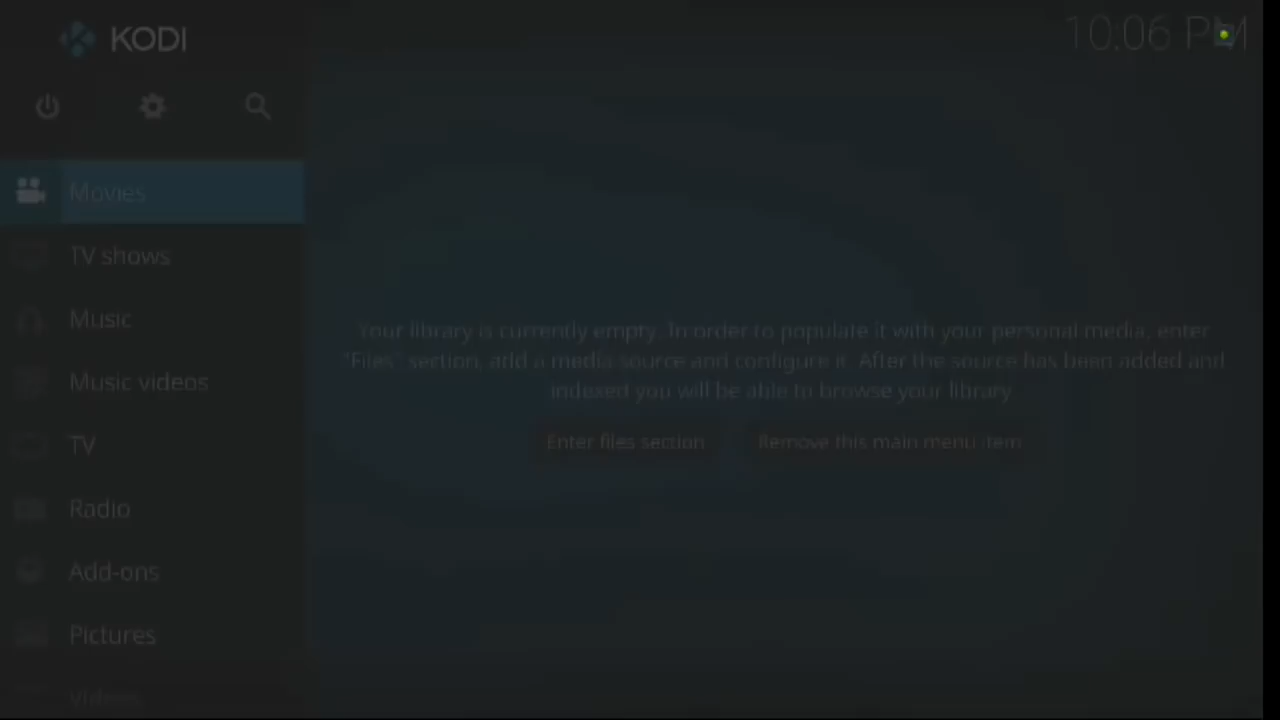 KODI
10:06 PM
Movies
TV shows
Music
Music videos
TV
Radio
Add-ons
Pictures
Videos
Your library is currently empty. In order to populate it with your personal media, enter
"Files" section, add a media source and configure it. After the source has been added and
indexed you will be able to browse your library.
Enter files section
Remove this main menu item